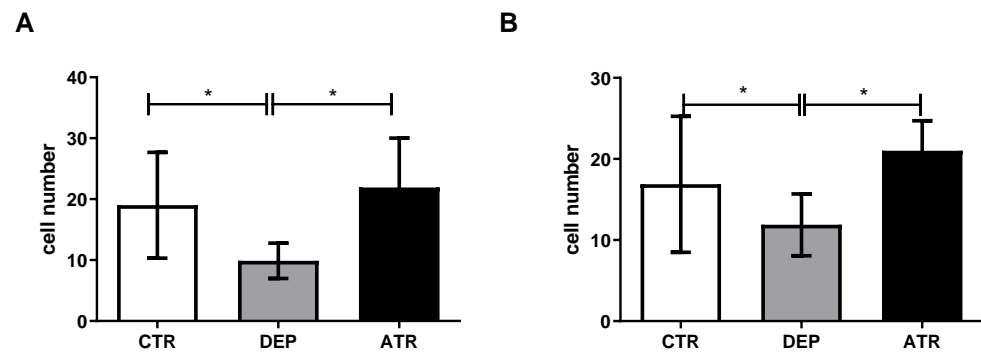 A
cell number
40
30
20
10
0
* *
CTR DEP ATR
B
cell number
30
20
10
0
* *
CTR DEP ATR